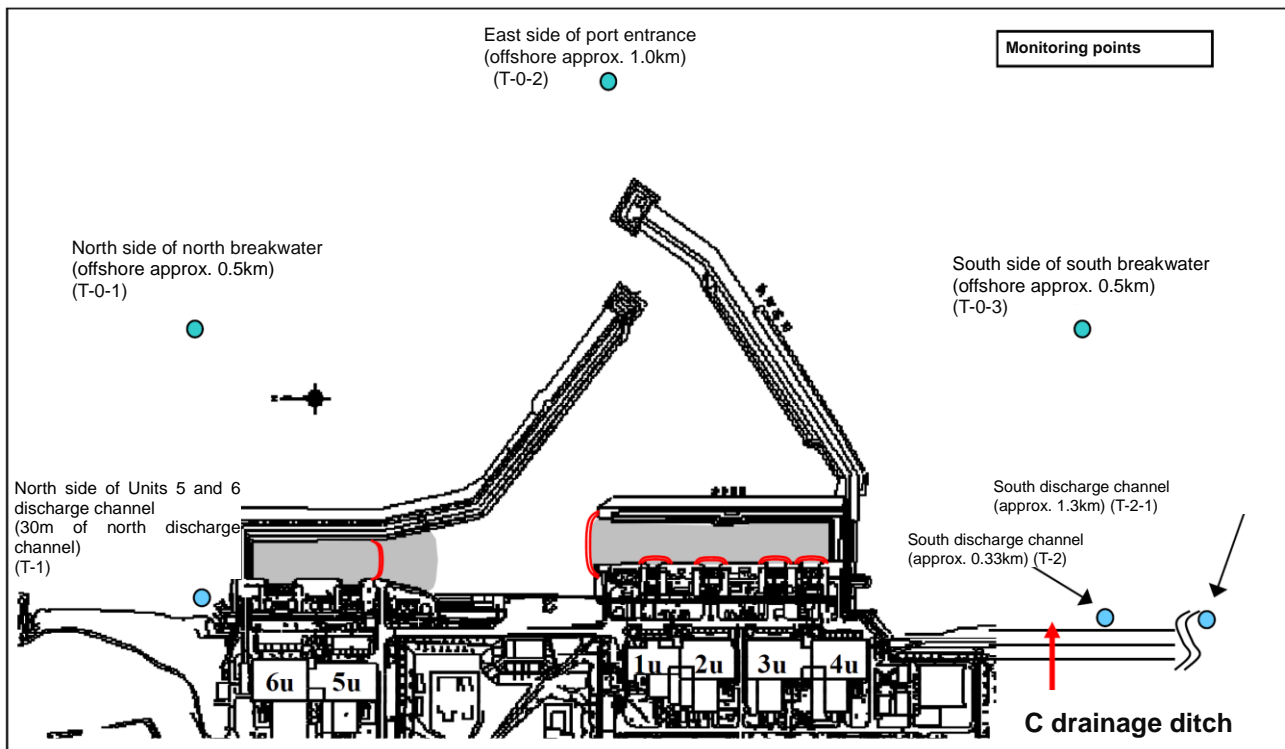 East side of port entrance
(offshore approx. 1.0km)
(T-0-2)
Monitoring points
North side of north breakwater
(offshore approx. 0.5km)
(T-0-1)
South side of south breakwater
(offshore approx. 0.5km)
(T-0-3)
North side of Units 5 and 6
discharge channel
(30m of north discharge
channel)
(T-1)
South discharge channel
(approx. 1.3km) (T-2-1)
South discharge channel
(approx. 0.33km) (T-2)
6u
5u
1u
2u
3u
4u
C drainage ditch